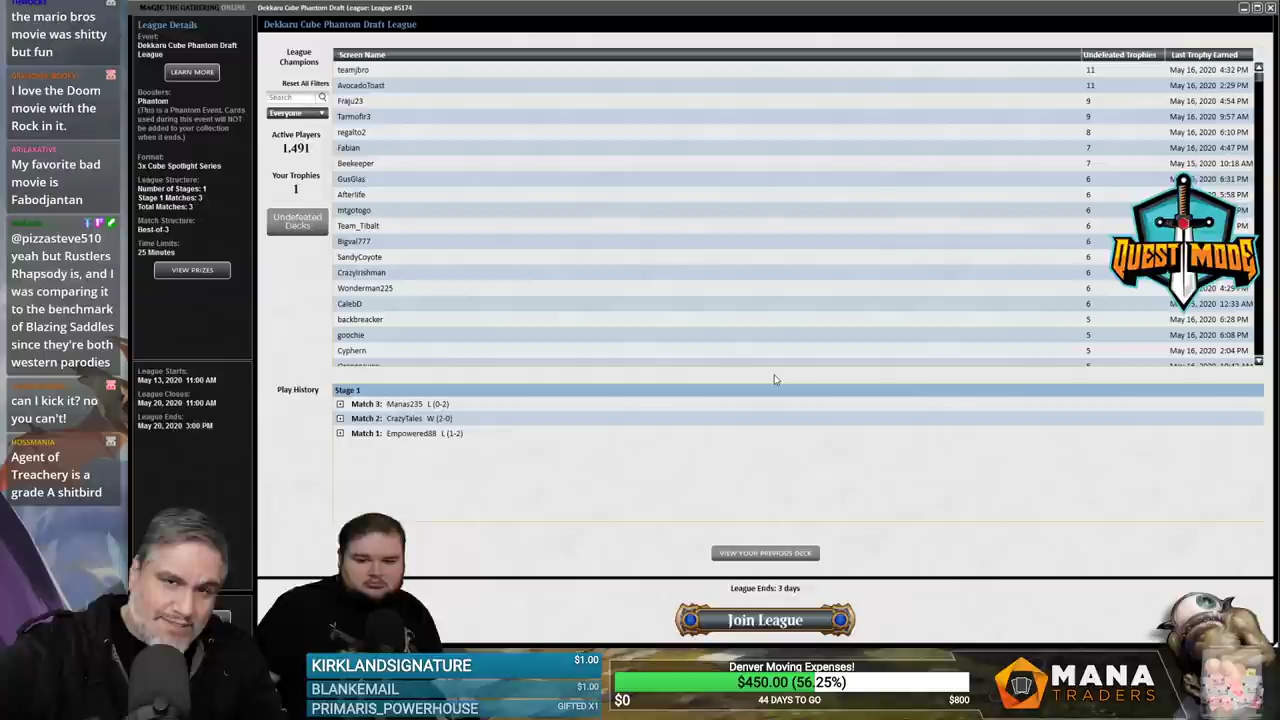 the mario bros
movie was shitty
but fun
I love the Doom
movie with the
Rock in it.
ARILAXATIVE
My favorite bad
movie is
Fabodjantan
@pizzasteve510
yeah but Rustlers
Rhapsody is, and I
was comparing it
to the benchmark
of Blazing Saddles
since they're both
western parodies
can I kick it? no
you can't!
HOSSMANIA
Agent of
Treachery is a
grade A shitbird
MAGIC THE GATHERING ONLINE
Dekkaru Cube Phantom Draft League: League #5174
League Details
Event:
Dekkaru Cube Phantom Draft
League
LEARN MORE
Boosters:
Phantom
(This is a Phantom Event. Cards
used during this event will NOT
be added to your collection
when it ends.)
Format:
3x Cube Spotlight Series
League Structure:
Number of Stages: 1
Stage 1 Matches: 3
Total Matches: 3
Match Structure:
Best-of-3
Time Limits:
25 Minutes
VIEW PRIZES
League Starts:
May 13, 2020 11:00 AM
League Closes:
May 20, 2020 11:00 AM
League Ends:
May 20, 2020 3:00 PM
Dekkaru Cube Phantom Draft League
League
Champions
Reset All Filters
Search
Everyone
Active Players
1,491
Your Trophies
1
Undefeated
Decks
Screen Name Undefeated Trophies Last Trophy Earned
teamjbro 11 May 16, 2020 4:32 PM
AvocadoToast 11 May 16, 2020 2:29 PM
Fraju23 9 May 16, 2020 4:54 PM
Tarmofir3 9 May 16, 2020 9:57 AM
regalto2 8 May 16, 2020 6:10 PM
Fabian 7 May 16, 2020 4:47 PM
Beekeeper 7 May 15, 2020 10:18 AM
GusGlas 6 6:31 PM
Afterlife 6 5:58 PM
mtgotogo 6 PM
Team_Tibalt 6 PM
Bigval777 6
SandyCoyote 6
CrazyIrishman 6
Wonderman225 6 4:29 PM
CalebD 6 2020 12:33 AM
backbreacker 5 May 16, 2020 6:28 PM
goochie 5 May 16, 2020 6:08 PM
Cyphern 5 May 16, 2020 2:04 PM
QUEST MODE
Play History
Stage 1
Match 3: Manas235 L (0-2)
Match 2: CrazyTales W (2-0)
Match 1: Empowered88 L (1-2)
VIEW YOUR PREVIOUS DECK
League Ends: 3 days
Join League
KIRKLANDSIGNATURE $1.00
BLANKEMAIL $1.00
PRIMARIS_POWERHOUSE GIFTED X1
Denver Moving Expenses!
$450.00 (56.25%)
$0 44 DAYS TO GO $800
MANA
TRADERS